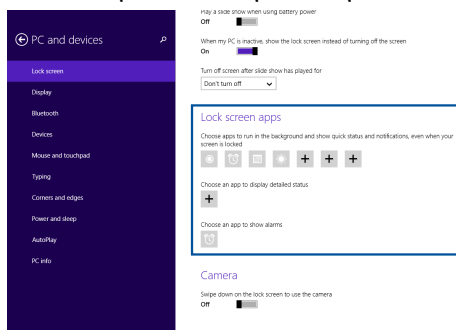 Play a slide show when using battery power
Off
PC and devices
When my PC is inactive, show the lock screen instead of turning off the screen
On
Lock screen
Turn off screen after slide show has played for
Don't turn off
Display
Bluetooth
Devices
Mouse and touchpad
Typing
Corners and edges
Power and sleep
AutoPlay
PC info
Lock screen apps
Choose apps to run in the background and show quick status and notifications, even when your
screen is locked
Choose an app to display detailed status
Choose an app to show alarms
Camera
Swipe down on the lock screen to use the camera
Off